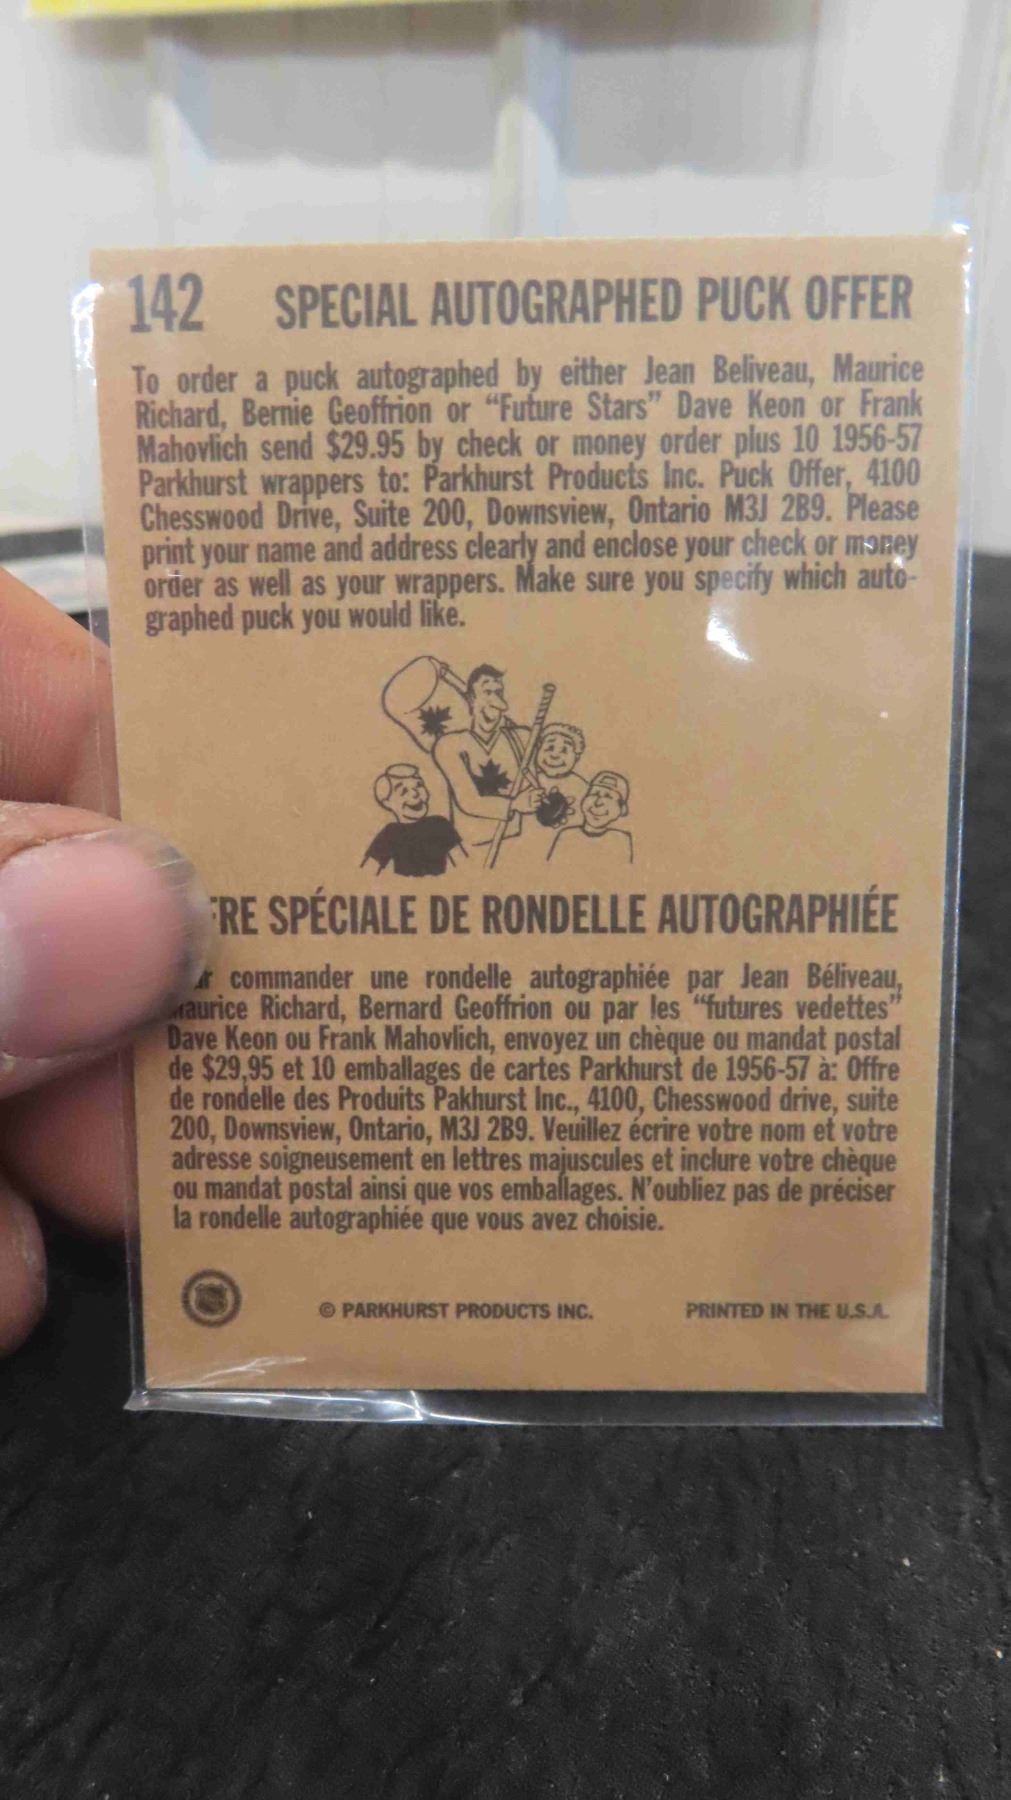 142 SPECIAL AUTOGRAPHED PUCK OFFER
To order a puck autographed by either Jean Beliveau, Maurice
Richard, Bernie Geoffrion or “Future Stars” Dave Keon or Frank
Mahovlich send $29.95 by check or money order plus 10 1956-57
Parkhurst wrappers to: Parkhurst Products Inc. Puck Offer, 4100
Chesswood Drive, Suite 200, Downsview, Ontario M3J 2B9. Please
print your name and address clearly and enclose your check or money
order as well as your wrappers. Make sure you specify which auto-
graphed puck you would like.
FRE SPÉCIALE DE RONDELLE AUTOGRAPHIÉE
r commander une rondelle autographiée par Jean Béliveau,
Maurice Richard, Bernard Geoffrion ou par les “futures vedettes”
Dave Keon ou Frank Mahovlich, envoyez un chèque ou mandat postal
de $29,95 et 10 emballages de cartes Parkhurst de 1956-57 à: Offre
de rondelle des Produits Pakhurst Inc., 4100, Chesswood drive, suite
200, Downsview, Ontario, M3J 2B9. Veuillez écrire votre nom et votre
adresse soigneusement en lettres majuscules et inclure votre chèque
ou mandat postal ainsi que vos emballages. N'oubliez pas de préciser
la rondelle autographiée que vous avez choisie.
© PARKHURST PRODUCTS INC. PRINTED IN THE U.S.A.